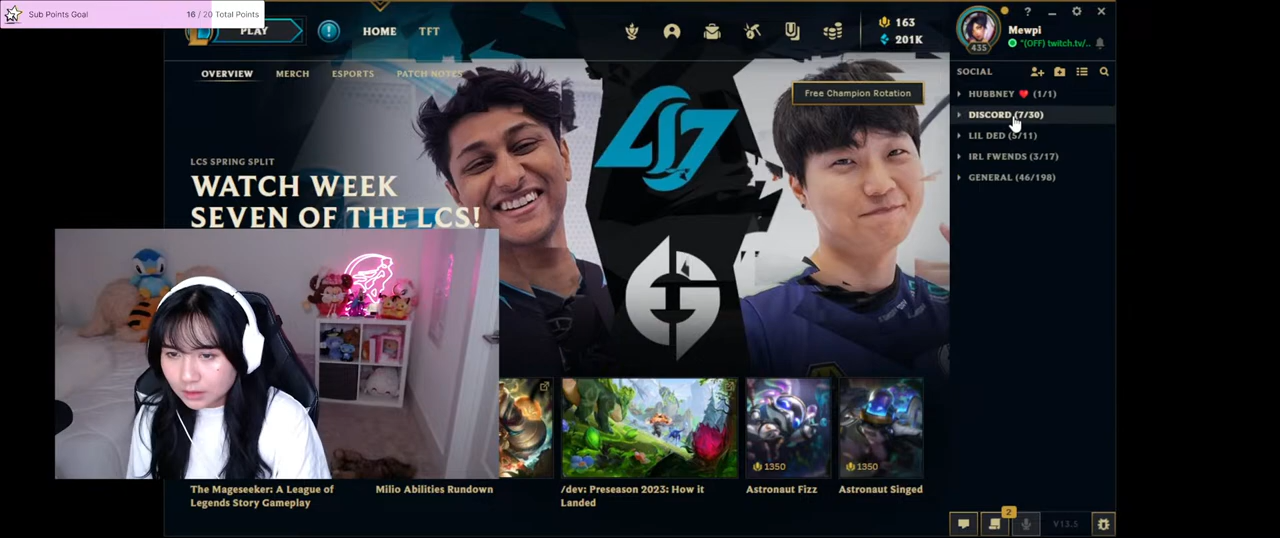 Sub Points Goal
16 / 20 Total Points
PLAY
HOME
TFT
163
201K
435
Mewpi
"(OFF) twitch.tv/..
OVERVIEW
MERCH
ESPORTS
PATCH NOTES
Free Champion Rotation
LCS SPRING SPLIT
WATCH WEEK
SEVEN OF THE LCS!
SOCIAL
HUBBNEY ❤️ (1/1)
DISCORD (7/30)
LIL DED (5/11)
IRL FWENDS (3/17)
GENERAL (46/198)
1350
1350
The Mageseeker: A League of
Legends Story Gameplay
Milio Abilities Rundown
/dev: Preseason 2023: How it
Landed
Astronaut Fizz
Astronaut Singed
2
V13.5